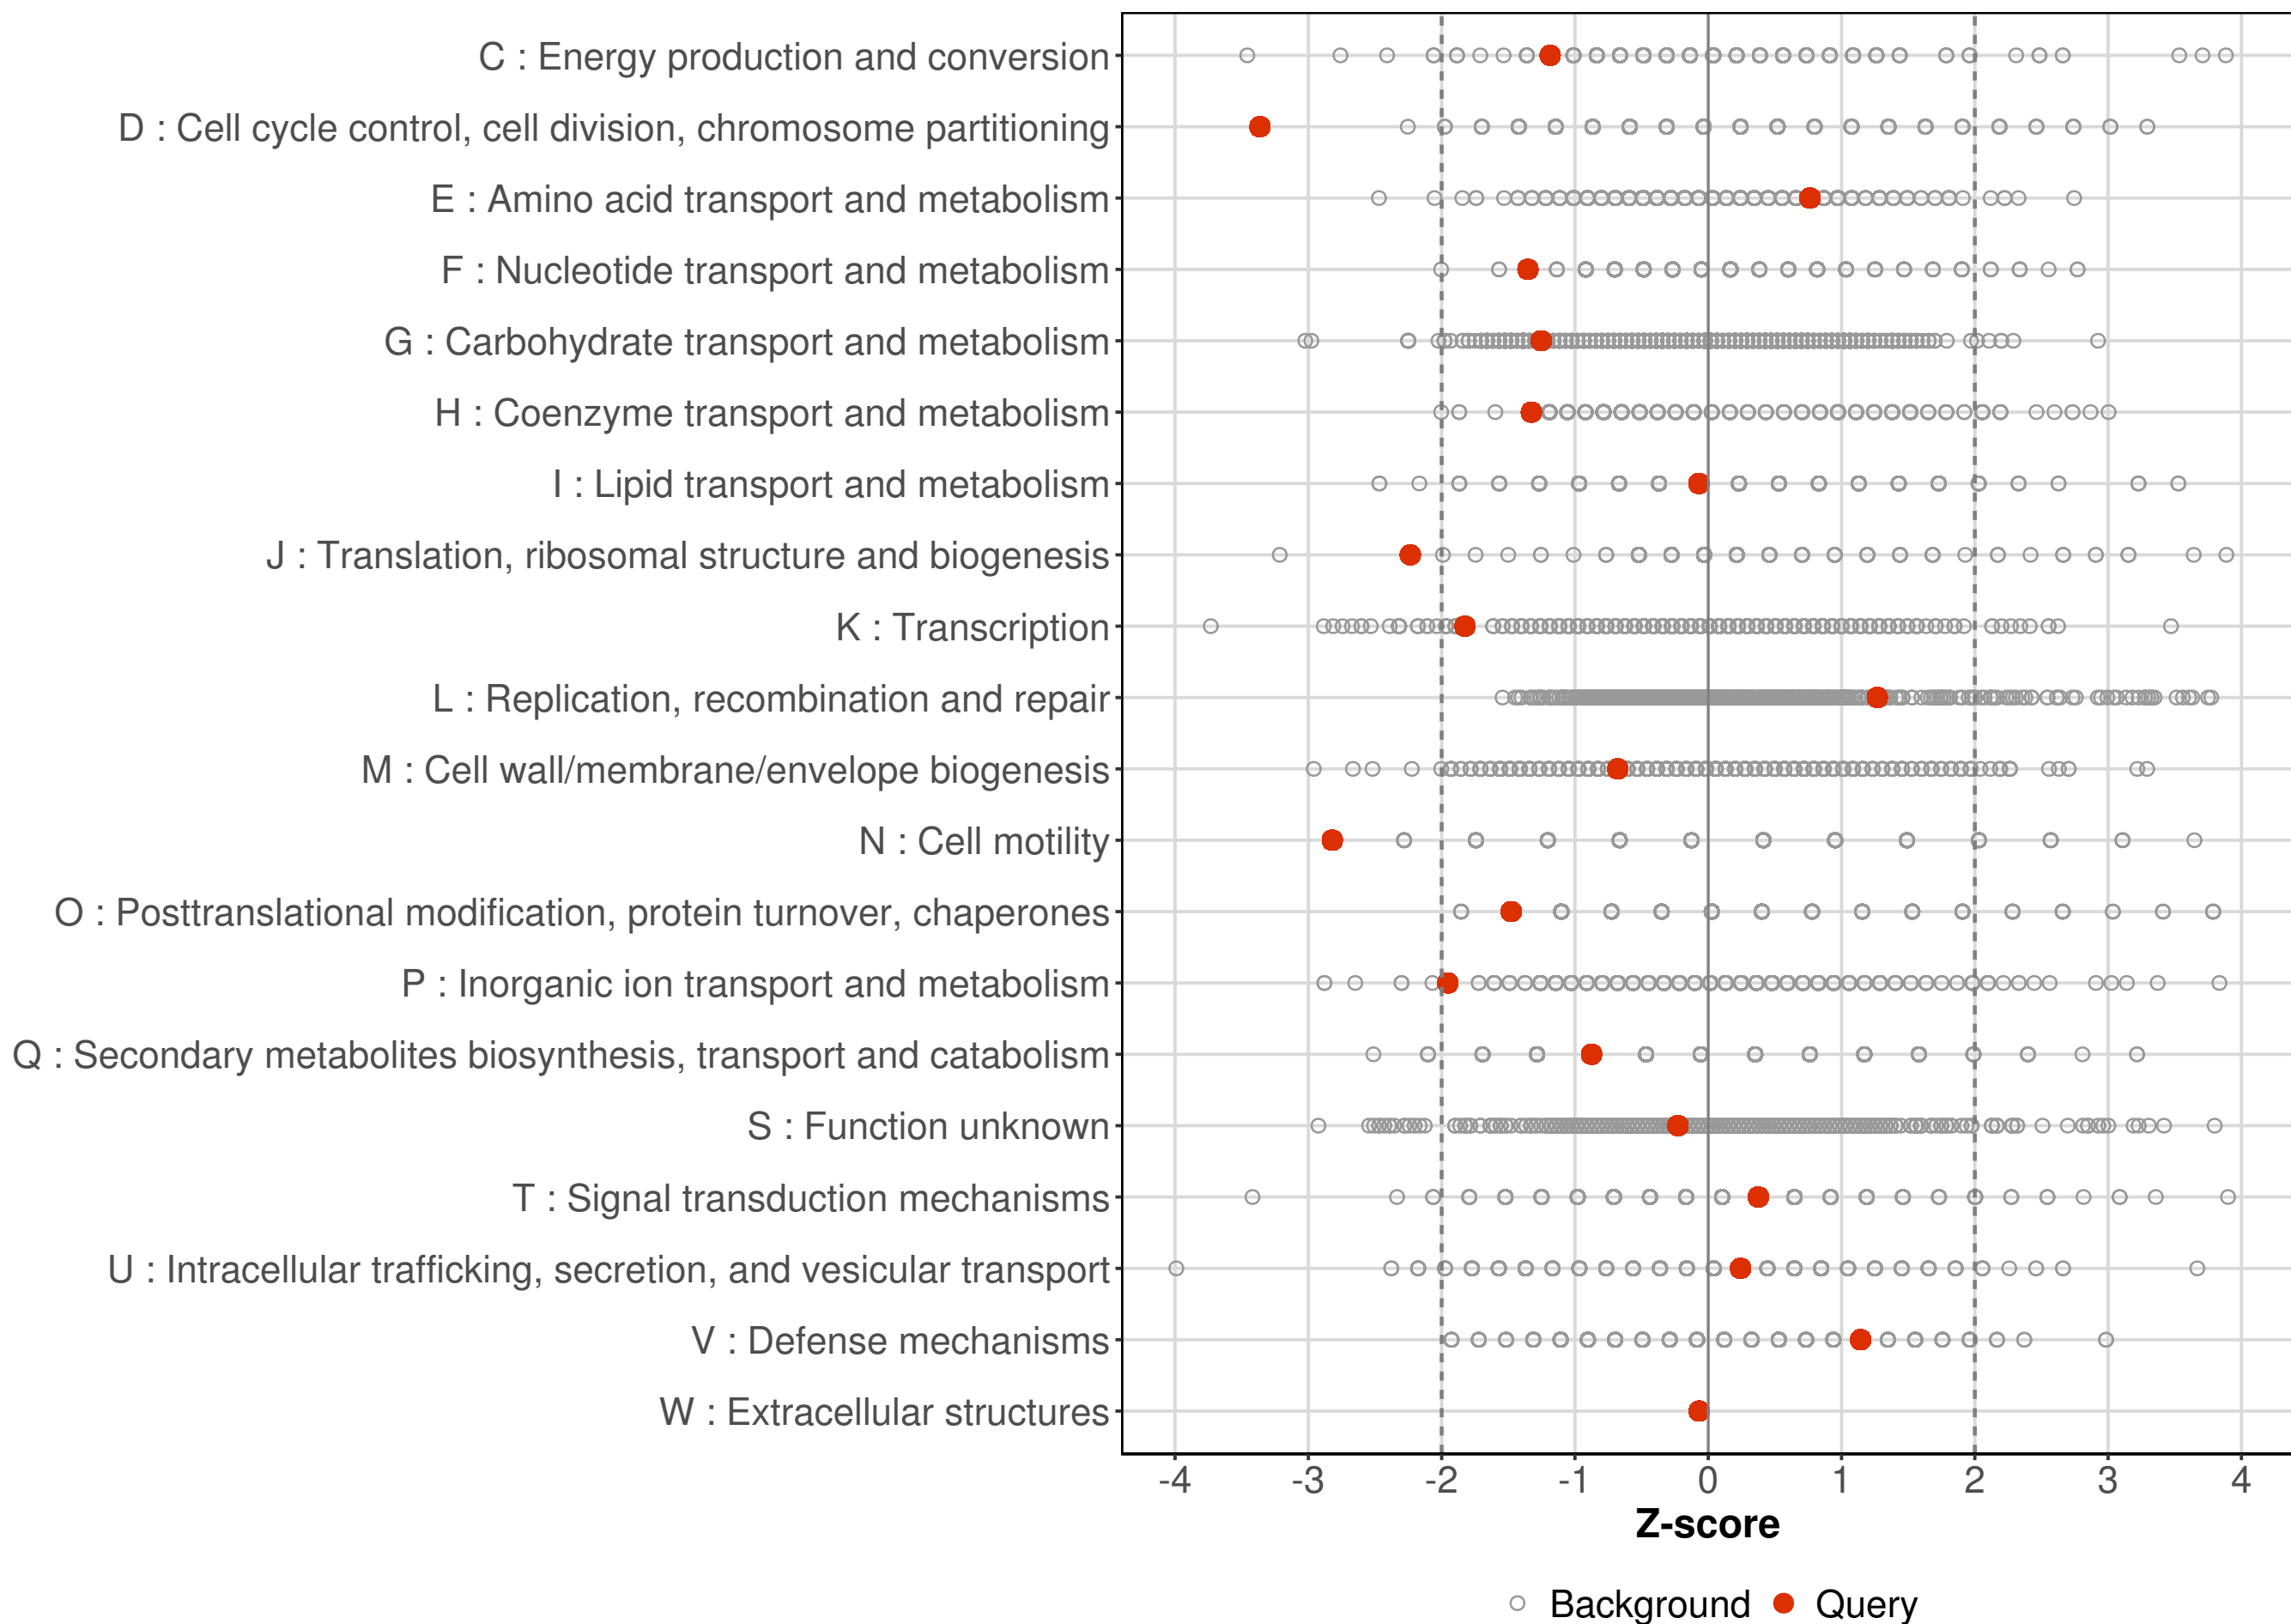 C : Energy production and conversion
D : Cell cycle control, cell division, chromosome partitioning
E : Amino acid transport and metabolism
F : Nucleotide transport and metabolism
G : Carbohydrate transport and metabolism
H : Coenzyme transport and metabolism
I : Lipid transport and metabolism
J : Translation, ribosomal structure and biogenesis
K : Transcription
L : Replication, recombination and repair
M : Cell wall/membrane/envelope biogenesis
N : Cell motility
O : Posttranslational modification, protein turnover, chaperones
P : Inorganic ion transport and metabolism
Q : Secondary metabolites biosynthesis, transport and catabolism
S : Function unknown
T : Signal transduction mechanisms
U : Intracellular trafficking, secretion, and vesicular transport
V : Defense mechanisms
W : Extracellular structures
-4 -3 -2 -1 0 1 2 3 4
Z-score
Background Query